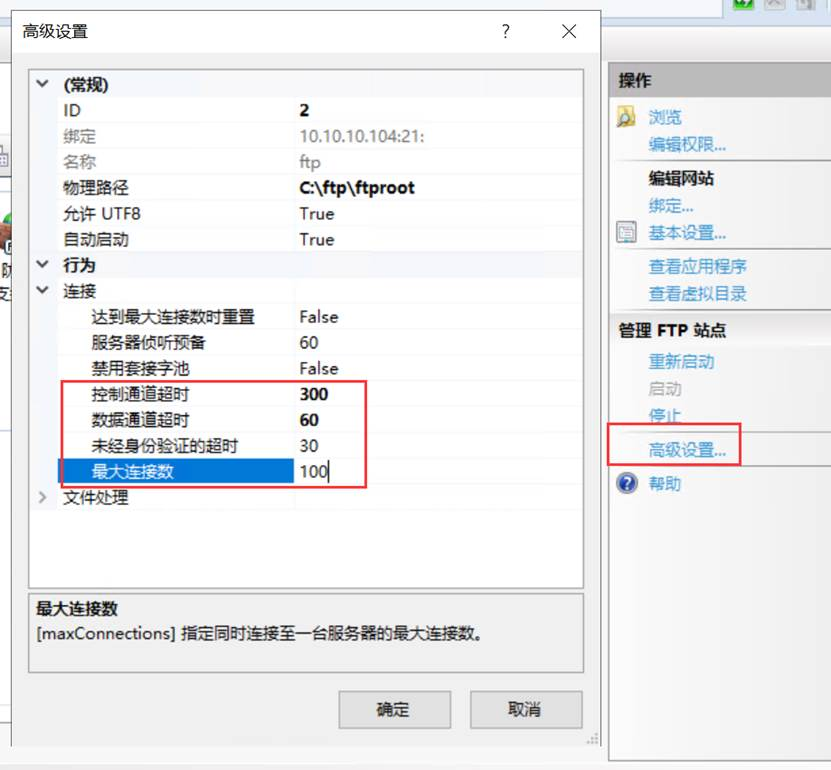 高级设置
?
(常规)
ID 2
绑定 10.10.10.104:21:
名称 ftp
物理路径 C:\ftp\ftproot
允许 UTF8 True
自动启动 True
行为
连接
达到最大连接数时重置 False
服务器侦听预备 60
禁用套接字池 False
控制通道超时 300
数据通道超时 60
未经身份验证的超时 30
最大连接数 100
文件处理
最大连接数
[maxConnections] 指定同时连接至一台服务器的最大连接数。
确定 取消
操作
浏览
编辑权限...
编辑网站
绑定...
基本设置...
查看应用程序
查看虚拟目录
管理 FTP 站点
重新启动
启动
停止
高级设置...
帮助